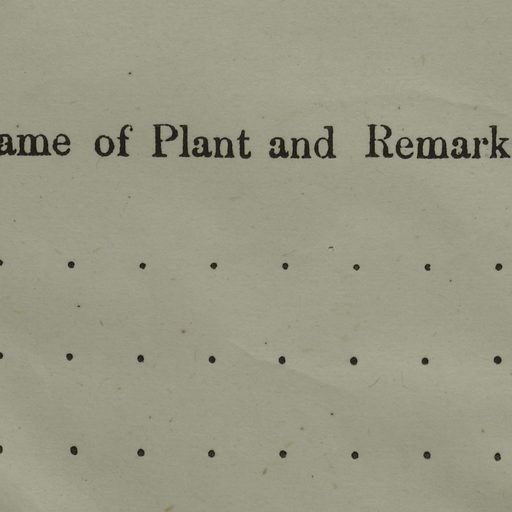 ame of Plant and Remark
. . . . . . . .
. . . . . . . .
. . . . . . . .